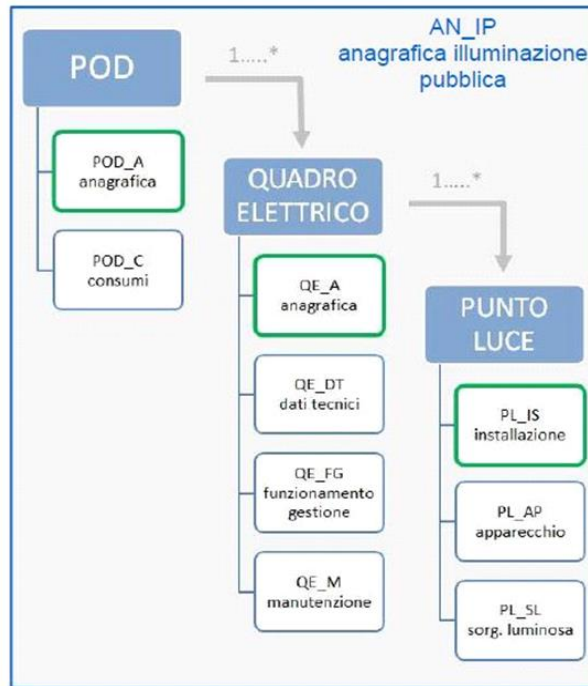 AN_IP
anagrafica illuminazione
pubblica
POD
1.....*
POD_A
anagrafica
POD_C
consumi
QUADRO
ELETTRICO
1.....*
QE_A
anagrafica
QE_DT
dati tecnici
QE_FG
funzionamento
gestione
QE_M
manutenzione
PUNTO
LUCE
PL_IS
installazione
PL_AP
apparecchio
PL_SL
sorg. luminosa